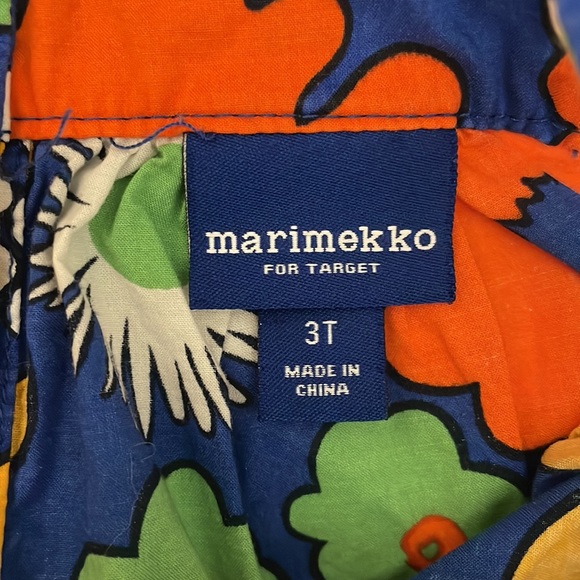 marimekko
FOR TARGET
3T
MADE IN
CHINA